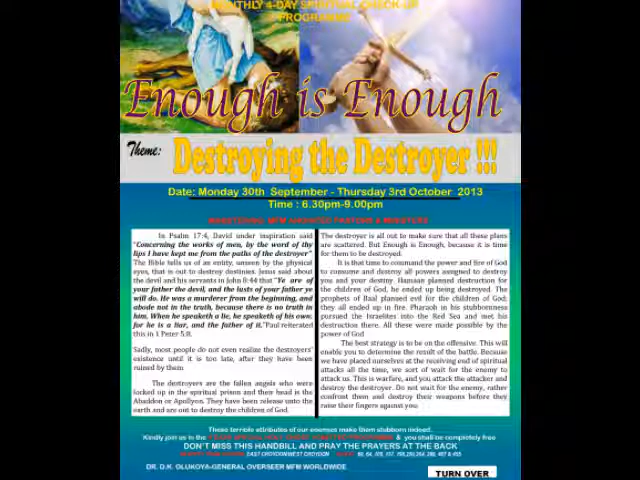 MONTHLY 4-DAY SPIRITUAL CHECK-UP
PROGRAMME
Enough is Enough
Theme: Destroying the Destroyer !!!
Date: Monday 30th September - Thursday 3rd October 2013
Time : 6.30pm-9.00pm
MINISTERING: MFM ADVANCED PASTORS & MINISTERS
In Psalm 17:4, David under inspiration said
"Concerning the works of men, by the word of thy
lips I have kept me from the paths of the destroyer"
The Bible tells us of an entity, unseen by the physical
eyes, that is out to destroy destinies. Jesus said about
the devil and his servants in John 8:44 that "Ye are of
your father the devil, and the lusts of your father ye
will do. He was a murderer from the beginning, and
abode not in the truth, because there is no truth in
him. When he speaketh a lie, he speaketh of his own:
for he is a liar, and the father of it." Paul reiterated
this in 1 Peter 5:8.
Sadly, most people do not even realize the destroyers'
existence until it is too late, after they have been
ruined by them
The destroyers are the fallen angels who were
locked up in the spiritual prison and their head is the
Abaddon or Apollyon. They have been released unto the
earth and are out to destroy the children of God.
The destroyer is all out to make sure that all these plans
are scattered. But Enough is Enough, because it is time
for them to be destroyed.
It is that time to command the power and fire of God
to consume and destroy all powers assigned to destroy
you and your destiny. Hamaan planned destruction for
the children of God, he ended up being destroyed. The
prophets of Baal planned evil for the children of God;
they all ended up in fire. Pharaoh in his stubbornness
pursued the Israelites into the Red Sea and met his
destruction there. All these were made possible by the
power of God
The best strategy is to be on the offensive. This will
enable you to determine the result of the battle. Because
we have placed ourselves at the receiving end of spiritual
attacks all the time, we sort of wait for the enemy to
attack us. This is warfare, and you attack the attacker and
destroy the destroyer. Do not wait for the enemy, rather
confront them and destroy their weapons before they
raise their fingers against you.
These terrible attributes of our enemies make them stubborn indeed.
Kindly join us in the & you shall be completely free
DON'T MISS THIS HANDBILL AND PRAY THE PRAYERS AT THE BACK
EAST CROYDON/WEST CROYDON
DR. D.K. OLUKOYA-GENERAL OVERSEER MFM WORLDWIDE
TURN OVER